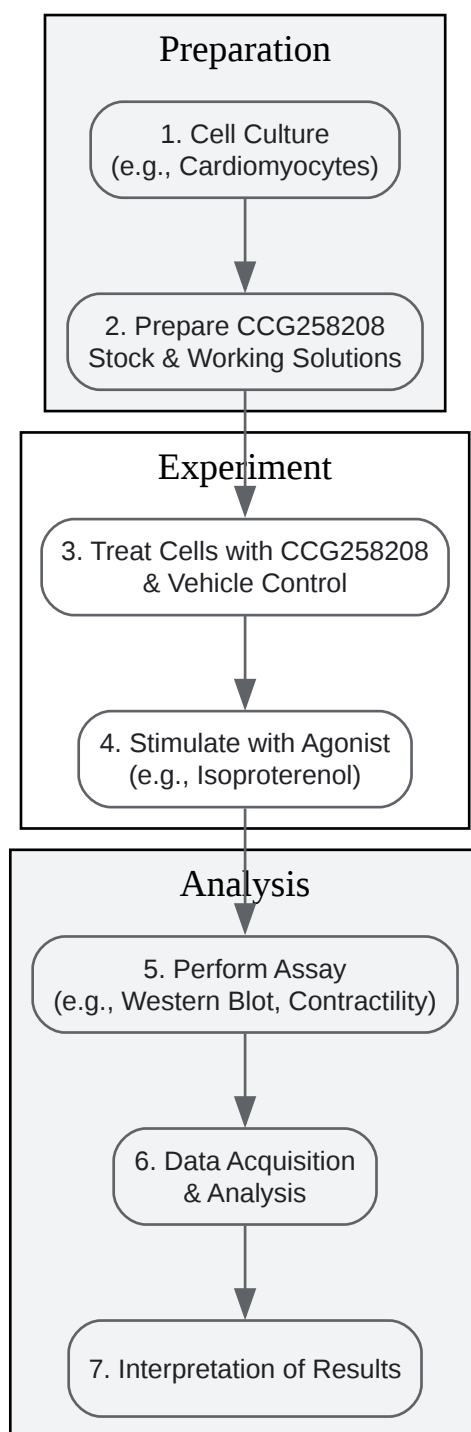 Preparation
1. Cell Culture
(e.g., Cardiomyocytes)
2. Prepare CCG258208
Stock & Working Solutions
Experiment
3. Treat Cells with CCG258208
& Vehicle Control
4. Stimulate with Agonist
(e.g., Isoproterenol)
Analysis
5. Perform Assay
(e.g., Western Blot, Contractility)
6. Data Acquisition
& Analysis
7. Interpretation of Results